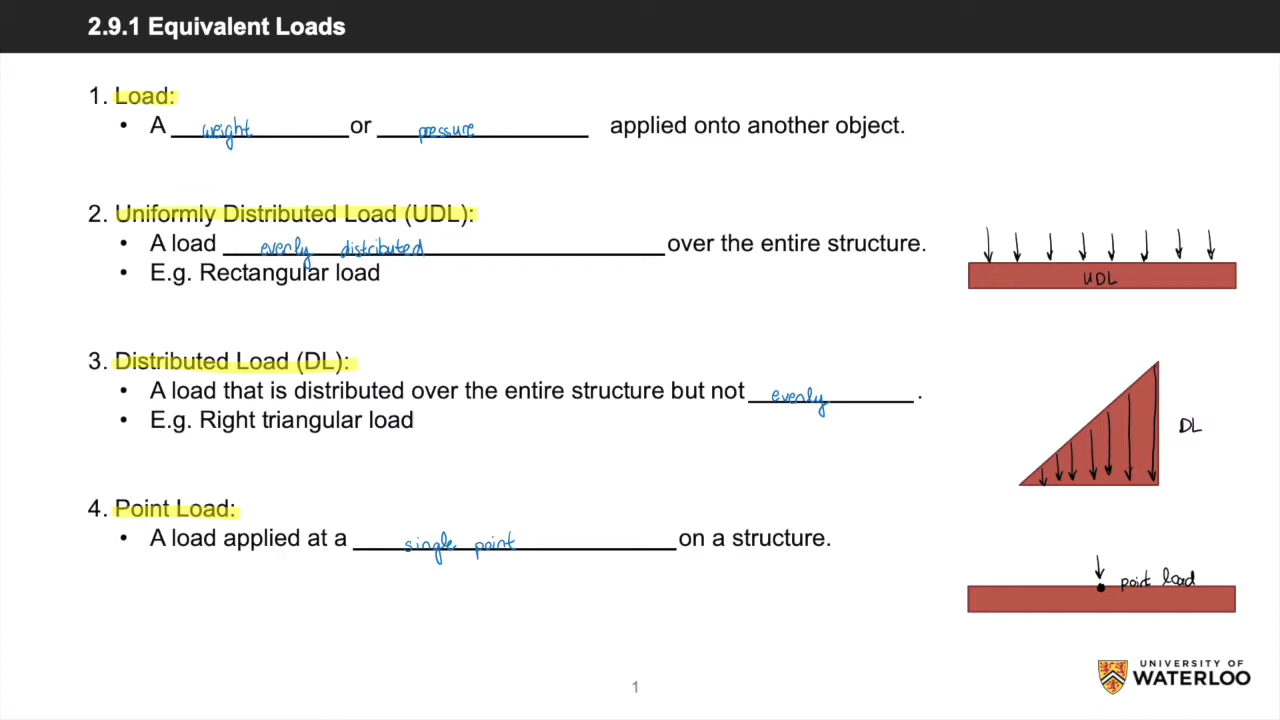 2.9.1 Equivalent Loads
1. Load:
• A weight or pressure applied onto another object.
2. Uniformly Distributed Load (UDL):
• A load evenly distributed over the entire structure.
• E.g. Rectangular load
UDL
3. Distributed Load (DL):
• A load that is distributed over the entire structure but not evenly.
• E.g. Right triangular load
DL
4. Point Load:
• A load applied at a single point on a structure.
point load
UNIVERSITY OF
WATERLOO
1